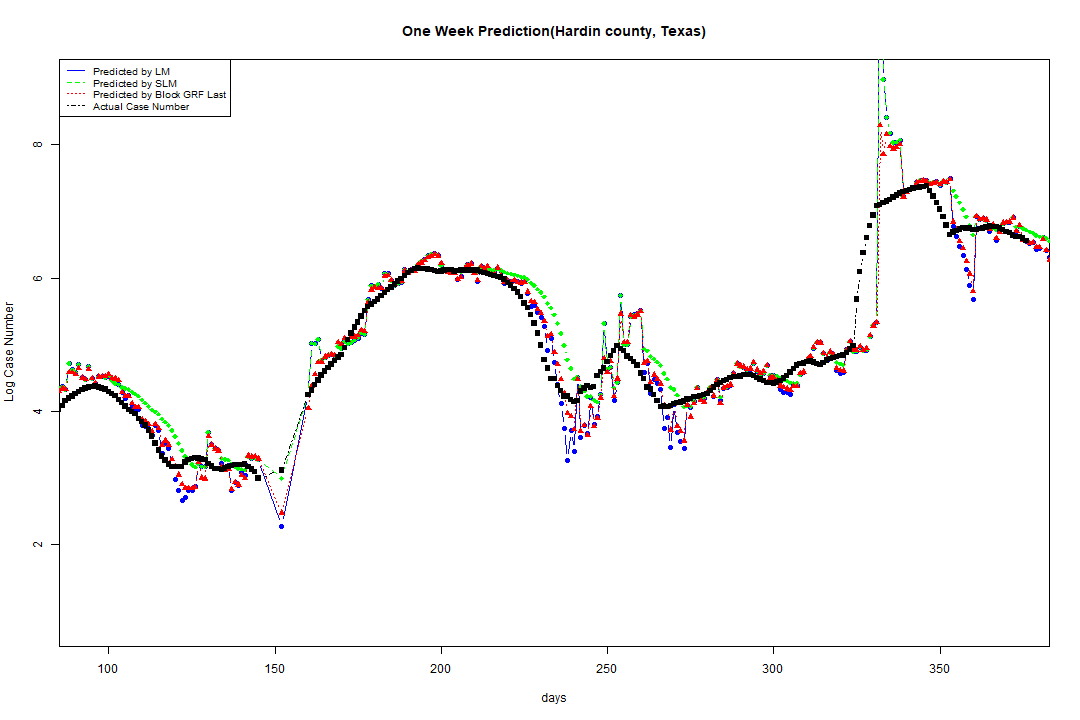 One Week Prediction(Hardin county, Texas)
Predicted by LM
Predicted by SLM
Predicted by Block GRF Last
Actual Case Number
Log Case Number
8
6
4
2
100 150 200 250 300 350
days